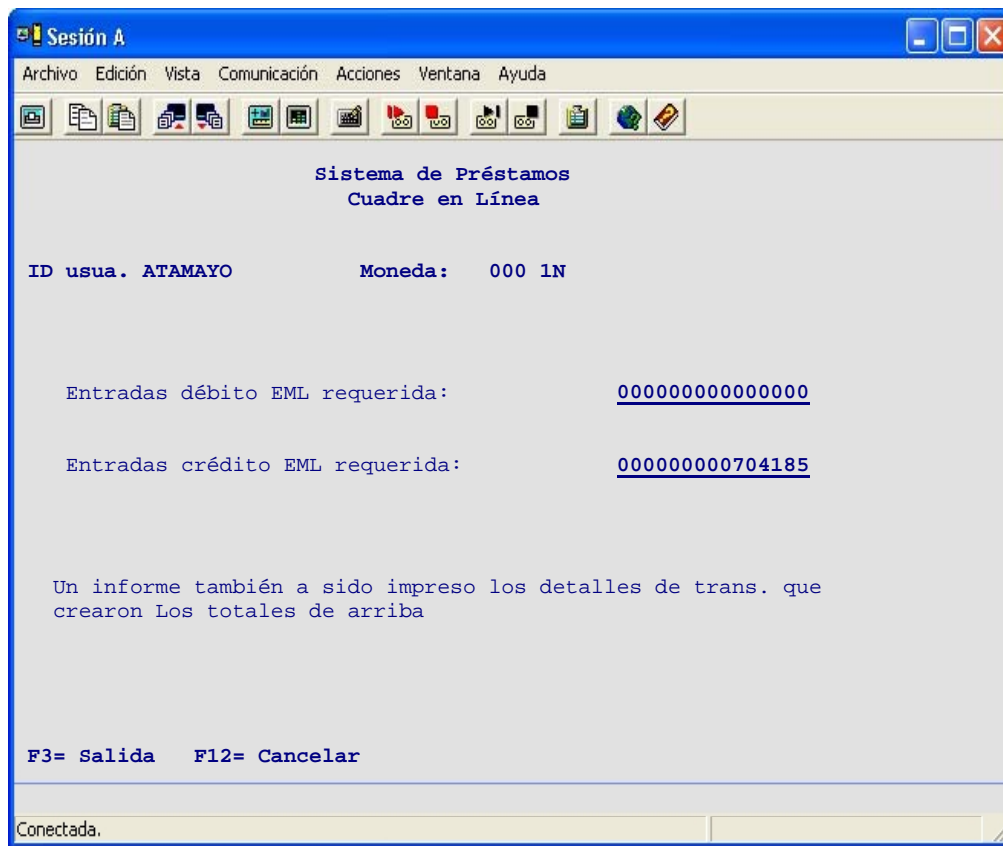 Sesión A
Archivo Edición Vista Comunicación Acciones Ventana Ayuda
Sistema de Préstamos
Cuadre en Línea
ID usua. ATAMAYO Moneda: 000 1N
Entradas débito EML requerida: 000000000000000
Entradas crédito EML requerida: 000000000704185
Un informe también a sido impreso los detalles de trans. que
crearon Los totales de arriba
F3= Salida F12= Cancelar
Conectada.